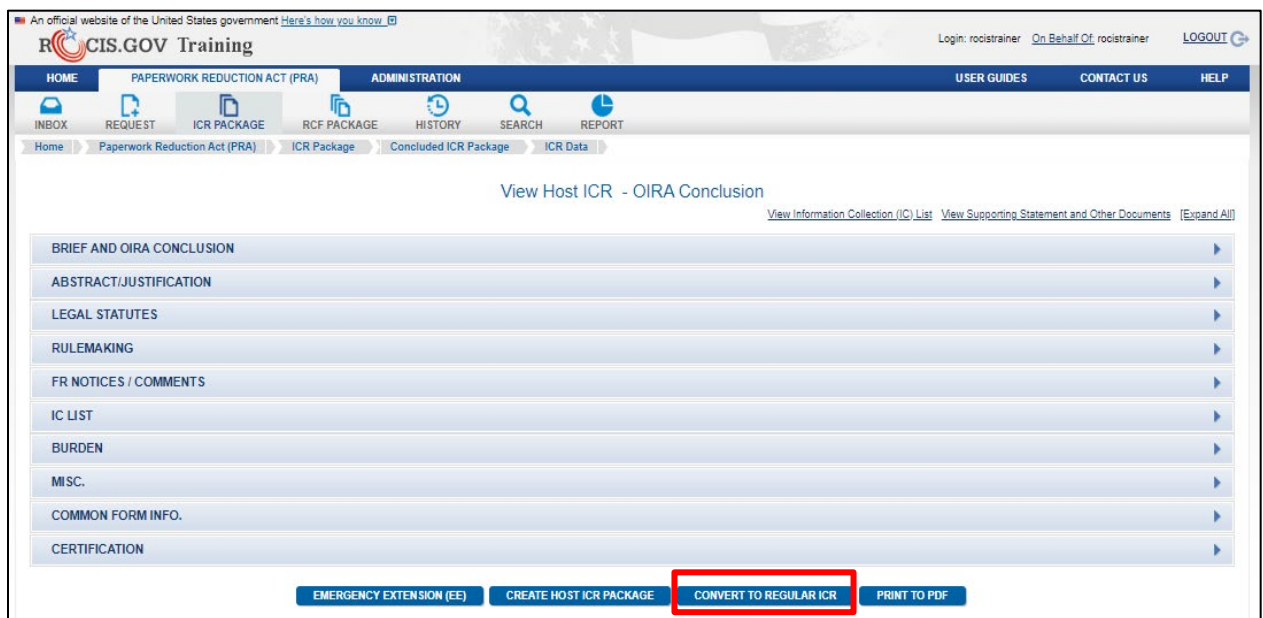 An official website of the United States government Here's how you know
ROCIS.GOV Training
Login: rocistrainer On Behalf Of: rocistrainer LOGOUT
HOME PAPERWORK REDUCTION ACT (PRA) ADMINISTRATION USER GUIDES CONTACT US HELP
INBOX REQUEST ICR PACKAGE RCF PACKAGE HISTORY SEARCH REPORT
Home Paperwork Reduction Act (PRA) ICR Package Concluded ICR Package ICR Data
View Host ICR - OIRA Conclusion
View Information Collection (IC) List View Supporting Statement and Other Documents [Expand All]
BRIEF AND OIRA CONCLUSION
ABSTRACT/JUSTIFICATION
LEGAL STATUTES
RULEMAKING
FR NOTICES / COMMENTS
IC LIST
BURDEN
MISC.
COMMON FORM INFO.
CERTIFICATION
EMERGENCY EXTENSION (EE) CREATE HOST ICR PACKAGE CONVERT TO REGULAR ICR PRINT TO PDF